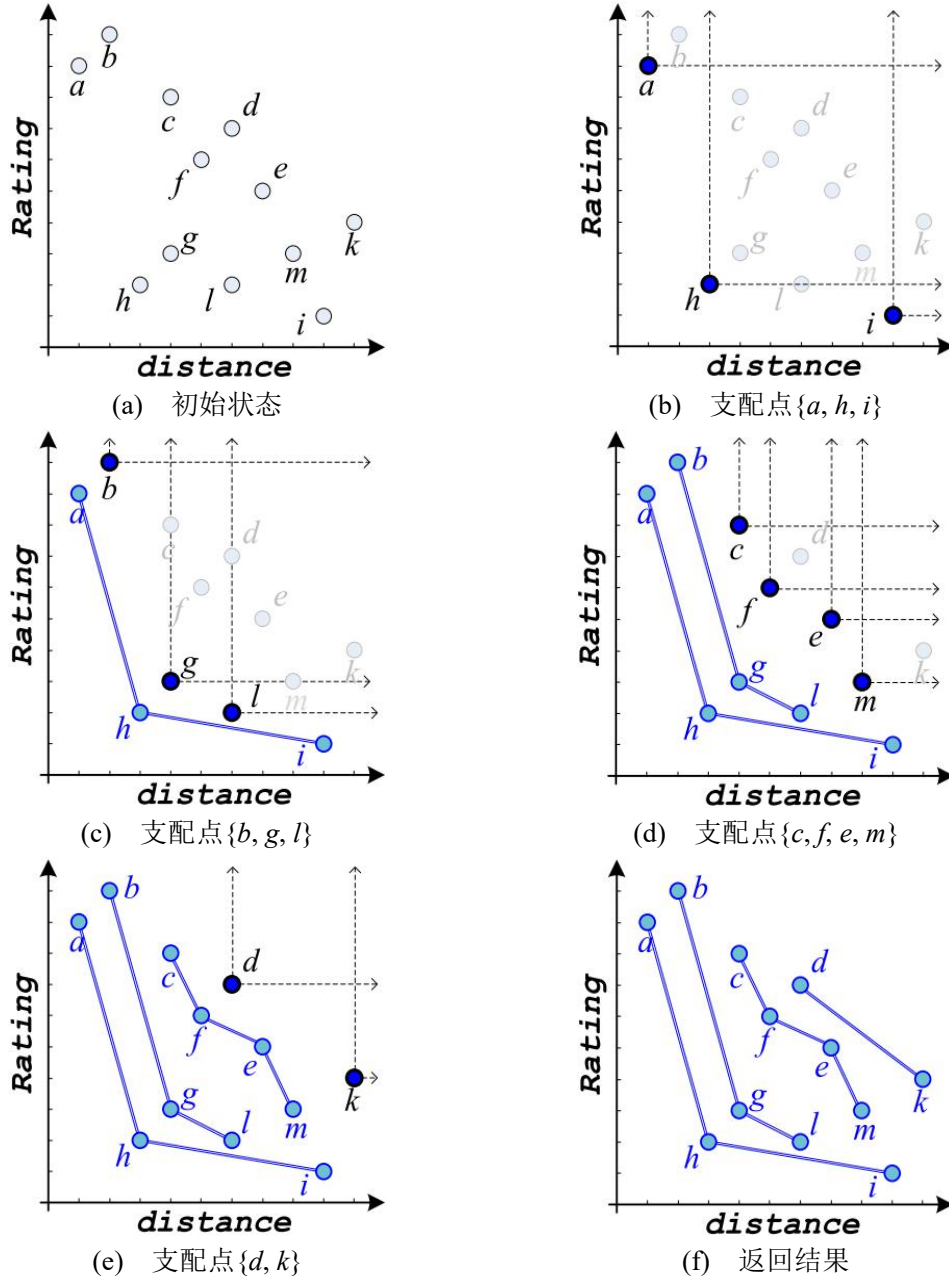 b
a
c
d
f
e
g
k
h
l
m
i
Rating
distance
(a) 初始状态
b
a
c
d
f
e
g
k
h
l
m
i
Rating
distance
(b) 支配点{a, h, i}
b
a
c
d
f
e
g
k
h
l
m
i
Rating
distance
(c) 支配点{b, g, l}
b
a
c
d
f
e
g
k
h
l
m
i
Rating
distance
(d) 支配点{c, f, e, m}
b
a
c
d
f
e
g
k
h
l
m
i
Rating
distance
(e) 支配点{d, k}
b
a
c
d
f
e
g
k
h
l
m
i
Rating
distance
(f) 返回结果